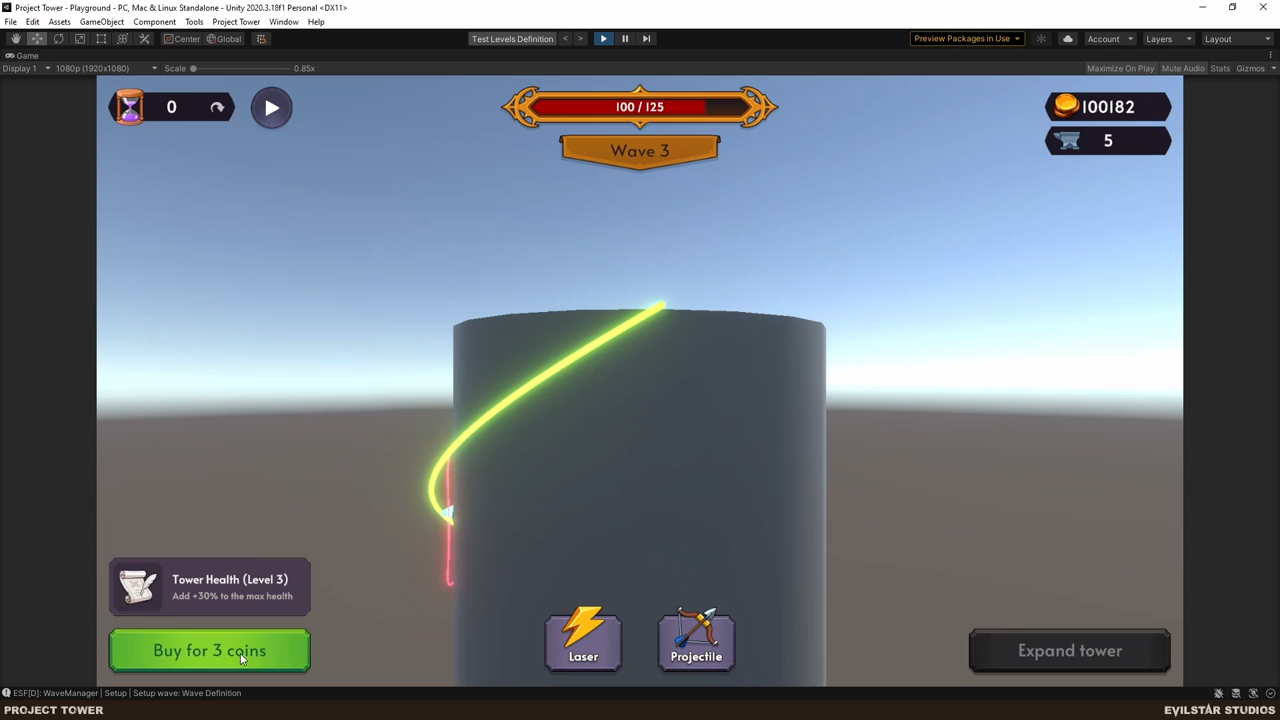 Project Tower - Playground - PC, Mac & Linux Standalone - Unity 2020.3.18f1 Personal <DX11>
File Edit Assets GameObject Component Tools Project Tower Window Help
Center Global Test Levels Definition < > Preview Packages in Use Account Layers Layout
Game
Display 1 1080p (1920x1080) Scale 0.85x Maximize On Play Mute Audio Stats Gizmos
0 100 / 125 100182
Wave 3 5
Tower Health (Level 3)
Add +30% to the max health
Buy for 3 coins Laser Projectile Expand tower
ESF[D]: WaveManager | Setup | Setup wave: Wave Definition
PROJECT TOWER EVILSTAR STUDIOS